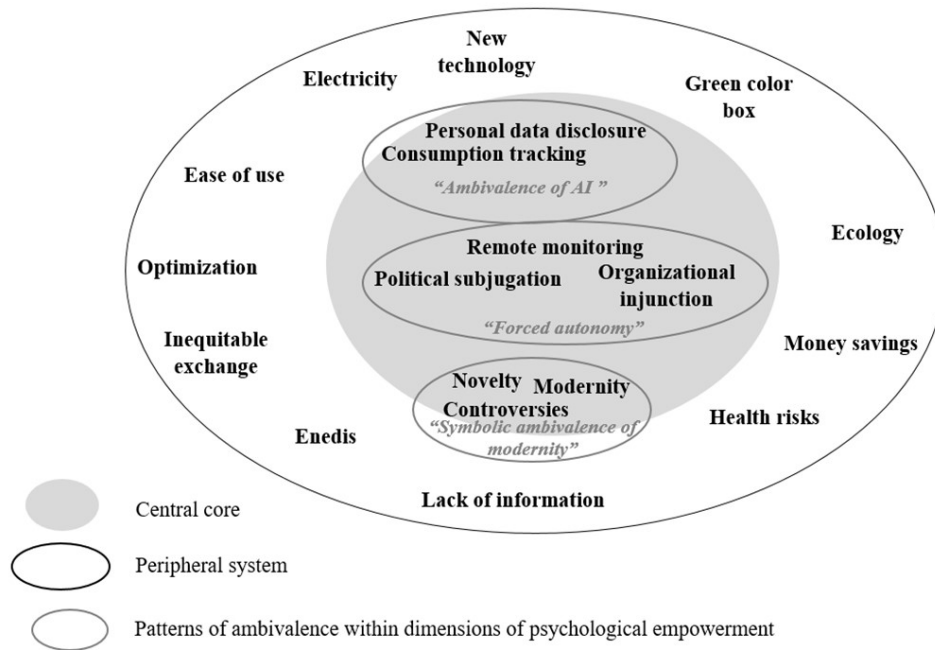 New
technology
Electricity
Green color
box
Personal data disclosure
Consumption tracking
“Ambivalence of AI ”
Ease of use
Ecology
Remote monitoring
Political subjugation
Organizational
injunction
Optimization
“Forced autonomy”
Inequitable
exchange
Money savings
Novelty
Modernity
Controversies
“Symbolic ambivalence of
modernity”
Health risks
Enedis
Lack of information
Central core
Peripheral system
Patterns of ambivalence within dimensions of psychological empowerment